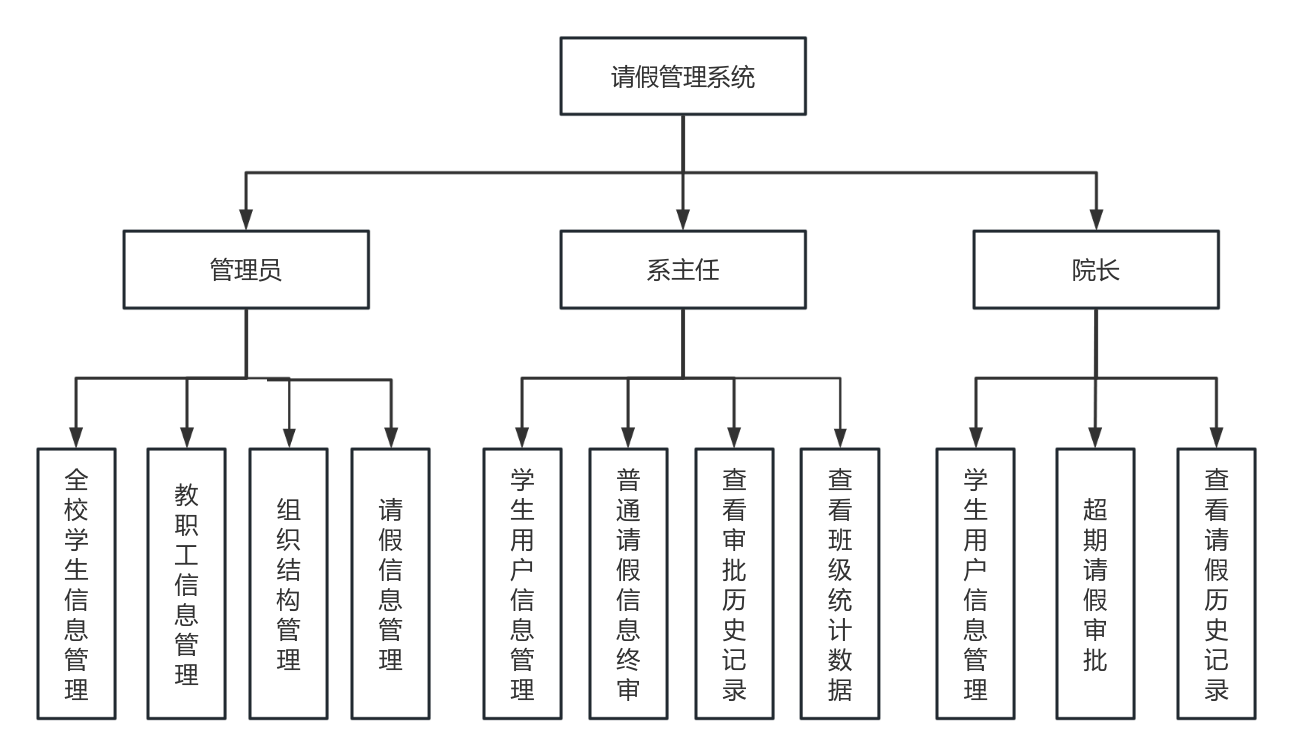 请假管理系统
管理员
系主任
院长
全校学生信息管理
教职工信息管理
组织结构管理
请假信息管理
学生用户信息管理
普通请假信息终审
查看审批历史记录
查看班级统计数据
学生用户信息管理
超期请假审批
查看请假历史记录